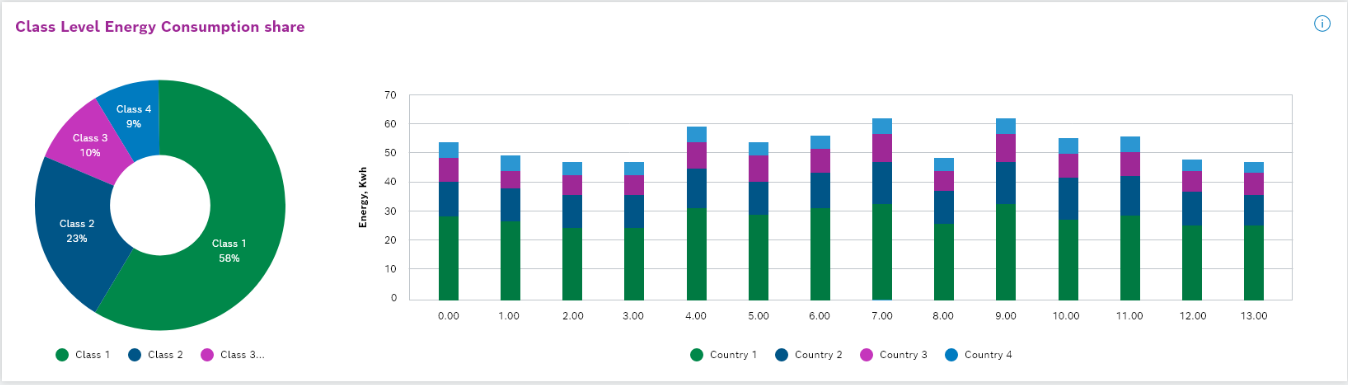 Class Level Energy Consumption share
Class 4
9%
Class 3
10%
Class 2
23%
Class 1
58%
Class 1
Class 2
Class 3...
Energy, Kwh
70
60
50
40
30
20
10
0
0.00 1.00 2.00 3.00 4.00 5.00 6.00 7.00 8.00 9.00 10.00 11.00 12.00 13.00
Country 1
Country 2
Country 3
Country 4